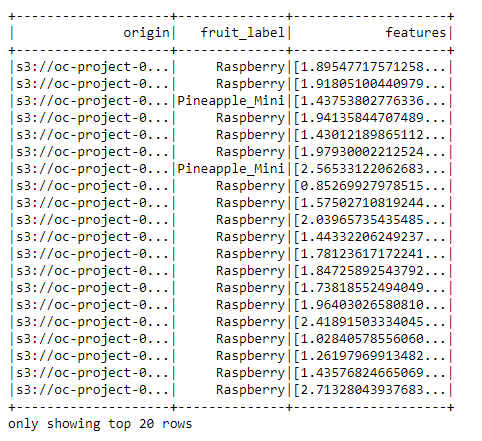 +--------------------+--------------+--------------------+
|              origin|   fruit_label|            features|
+--------------------+--------------+--------------------+
|s3://oc-project-0...|     Raspberry|[1.89547717571258...|
|s3://oc-project-0...|     Raspberry|[1.91805100440979...|
|s3://oc-project-0...|Pineapple_Mini|[1.43753802776336...|
|s3://oc-project-0...|     Raspberry|[1.94135844707489...|
|s3://oc-project-0...|     Raspberry|[1.43012189865112...|
|s3://oc-project-0...|     Raspberry|[1.97930002212524...|
|s3://oc-project-0...|Pineapple_Mini|[2.56533122062683...|
|s3://oc-project-0...|     Raspberry|[0.85269927978515...|
|s3://oc-project-0...|     Raspberry|[1.57502710819244...|
|s3://oc-project-0...|     Raspberry|[2.03965735435485...|
|s3://oc-project-0...|     Raspberry|[1.44332206249237...|
|s3://oc-project-0...|     Raspberry|[1.78123617172241...|
|s3://oc-project-0...|     Raspberry|[1.84725892543792...|
|s3://oc-project-0...|     Raspberry|[1.73818552494049...|
|s3://oc-project-0...|     Raspberry|[1.96403026580810...|
|s3://oc-project-0...|     Raspberry|[2.41891503334045...|
|s3://oc-project-0...|     Raspberry|[1.02840578556060...|
|s3://oc-project-0...|     Raspberry|[1.26197969913482...|
|s3://oc-project-0...|     Raspberry|[1.43576824665069...|
|s3://oc-project-0...|     Raspberry|[2.71328043937683...|
+--------------------+--------------+--------------------+
only showing top 20 rows